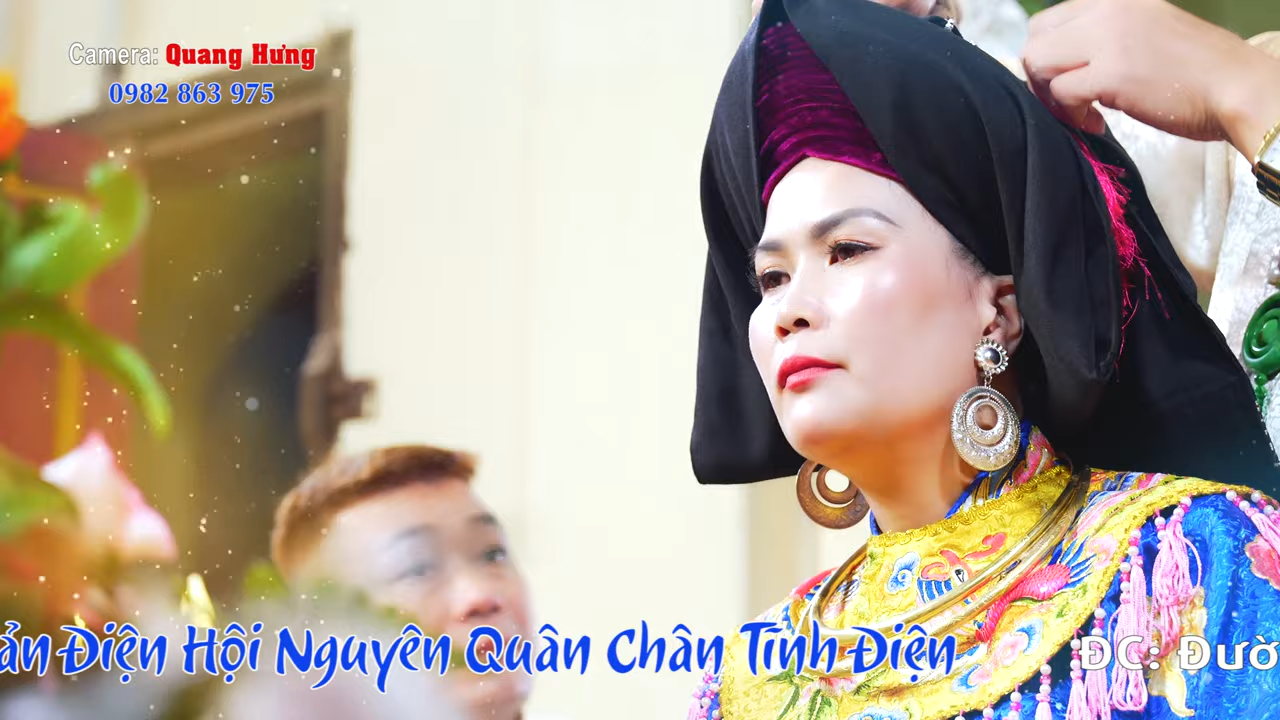 Camera: Quang Hưng
0982 863 975
Điện Hội Nguyên Quân Chân Tĩnh Điện
ĐC: